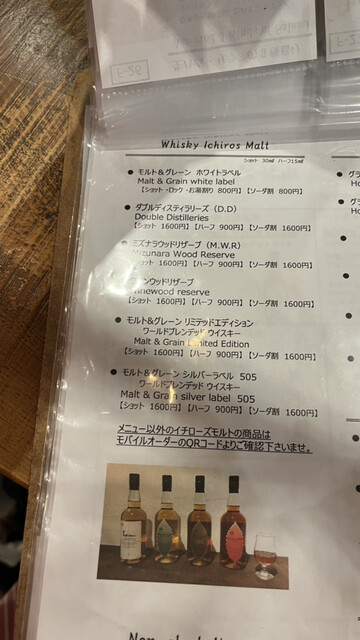 F-26
Whisky Ichiros Malt
ショット 30㎖ ハーフ15㎖
● モルト&グレーン ホワイトラベル
Malt & Grain white label
【ショット・ロック・お湯割り 800円】【ソーダ割 800円】
● ダブルディスティラリーズ（D.D）
Double Distilleries
【ショット 1600円】【ハーフ 900円】【ソーダ割 1600円】
ミズナラウッドリザーブ（M.W.R）
Mizunara Wood Reserve
【ショット 1600円】【ハーフ 900円】【ソーダ割 1600円】
ンウッドリザーブ
newood reserve
ショット 1600円】【ハーフ 900円】【ソーダ割 1600円】
● モルト&グレーン リミテッドエディション
ワールドブレンデッド ウイスキー
Malt & Grain Limited Edition
【ショット 1600円】【ハーフ 900円】【ソーダ割 1600円】
● モルト&グレーン シルバーラベル 505
ワールドブレンデッド ウイスキー
Malt & Grain silver label 505
【ショット 1600円】【ハーフ 900円】【ソーダ割 1600円】
メニュー以外のイチローズモルトの商品は
モバイルオーダーのQRコードよりご確認下さいませ。